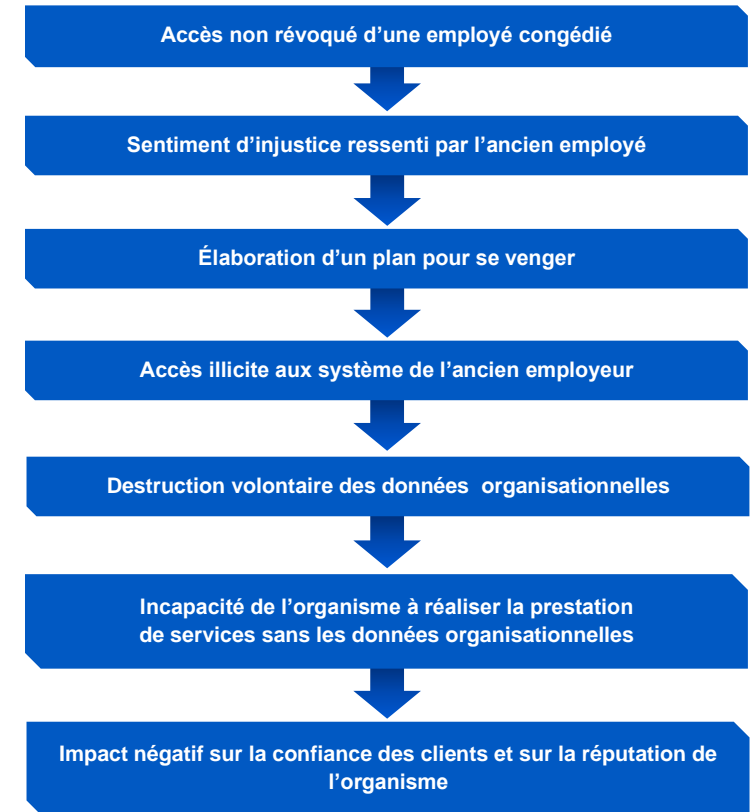 Accès non révoqué d’une employé congédié
Sentiment d’injustice ressenti par l’ancien employé
Élaboration d’un plan pour se venger
Accès illicite aux système de l’ancien employeur
Destruction volontaire des données  organisationnelles
Incapacité de l’organisme à réaliser la prestation
de services sans les données organisationnelles
Impact négatif sur la confiance des clients et sur la réputation de
l’organisme